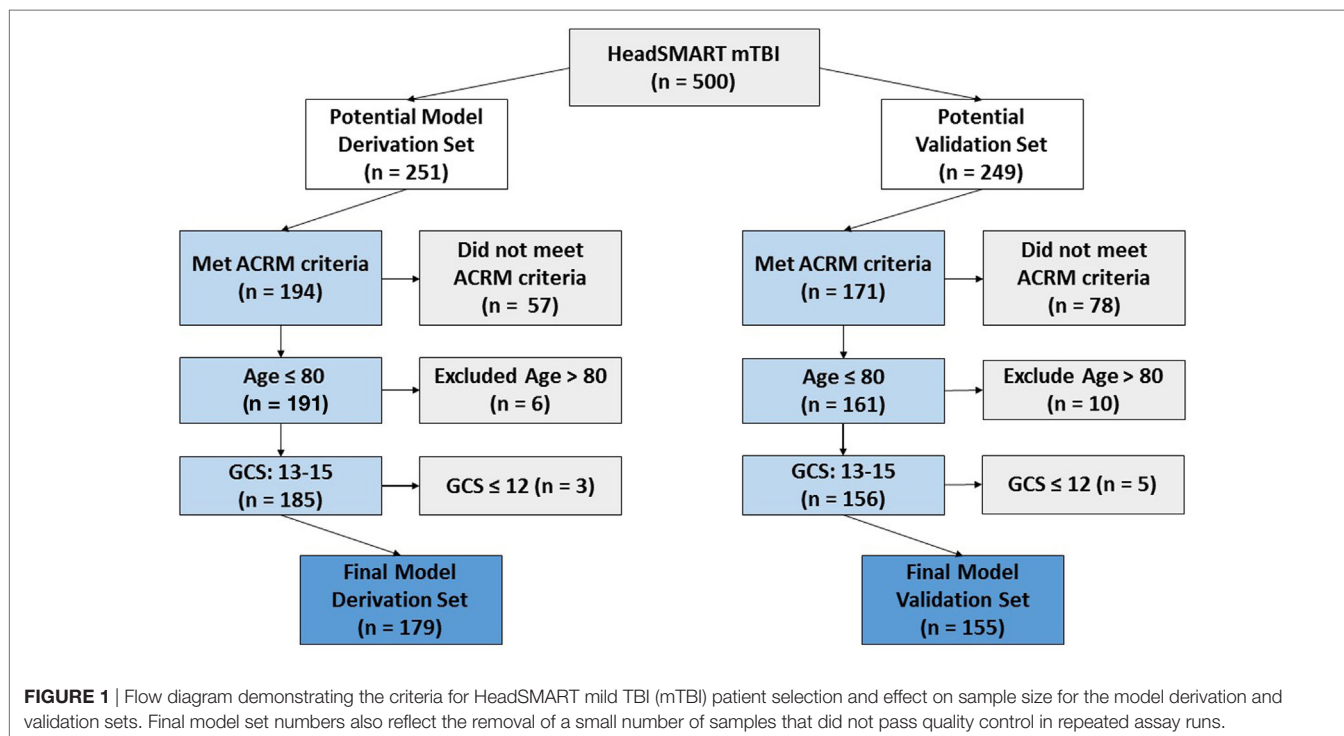 HeadSMART mTBI
(n = 500)
Potential Model
Derivation Set
(n = 251)
Potential
Validation Set
(n = 249)
Met ACRM criteria
(n = 194)
Did not meet
ACRM criteria
(n = 57)
Met ACRM criteria
(n = 171)
Did not meet
ACRM criteria
(n = 78)
Age ≤ 80
(n = 191)
Excluded Age > 80
(n = 6)
Age ≤ 80
(n = 161)
Exclude Age > 80
(n = 10)
GCS: 13-15
(n = 185)
GCS ≤ 12 (n = 3)
GCS: 13-15
(n = 156)
GCS ≤ 12 (n = 5)
Final Model
Derivation Set
(n = 179)
Final Model
Validation Set
(n = 155)
FIGURE 1 | Flow diagram demonstrating the criteria for HeadSMART mild TBI (mTBI) patient selection and effect on sample size for the model derivation and
validation sets. Final model set numbers also reflect the removal of a small number of samples that did not pass quality control in repeated assay runs.